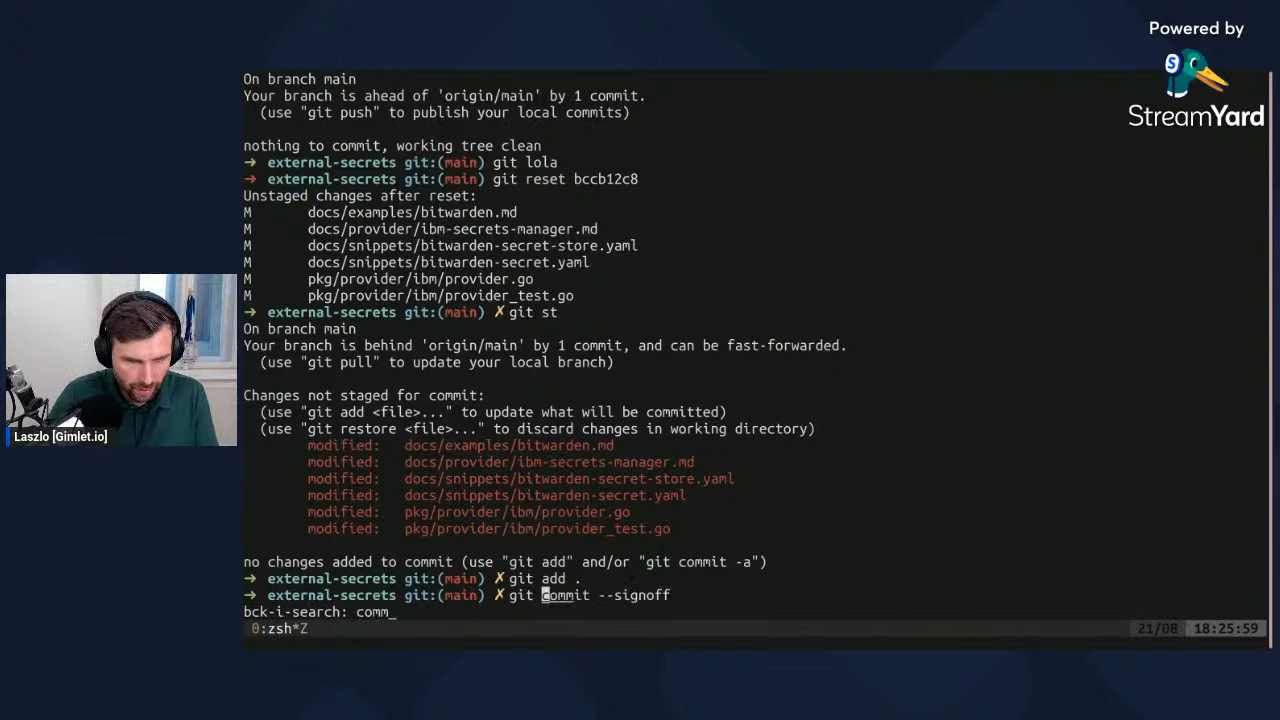 Powered by
StreamYard
On branch main
Your branch is ahead of 'origin/main' by 1 commit.
(use "git push" to publish your local commits)
nothing to commit, working tree clean
→ external-secrets git:(main) git lola
→ external-secrets git:(main) git reset bccb12c8
Unstaged changes after reset:
M docs/examples/bitwarden.md
M docs/provider/ibm-secrets-manager.md
M docs/snippets/bitwarden-secret-store.yaml
M docs/snippets/bitwarden-secret.yaml
M pkg/provider/ibm/provider.go
M pkg/provider/ibm/provider_test.go
→ external-secrets git:(main) ✗ git st
On branch main
Your branch is behind 'origin/main' by 1 commit, and can be fast-forwarded.
(use "git pull" to update your local branch)
Changes not staged for commit:
(use "git add <file>..." to update what will be committed)
(use "git restore <file>..." to discard changes in working directory)
modified: docs/examples/bitwarden.md
modified: docs/provider/ibm-secrets-manager.md
modified: docs/snippets/bitwarden-secret-store.yaml
modified: docs/snippets/bitwarden-secret.yaml
modified: pkg/provider/ibm/provider.go
modified: pkg/provider/ibm/provider_test.go
no changes added to commit (use "git add" and/or "git commit -a")
→ external-secrets git:(main) ✗ git add .
→ external-secrets git:(main) ✗ git commit --signoff
bck-i-search: comm_
0:zsh*Z 21/08 18:25:59
Laszlo [Gimlet.io]